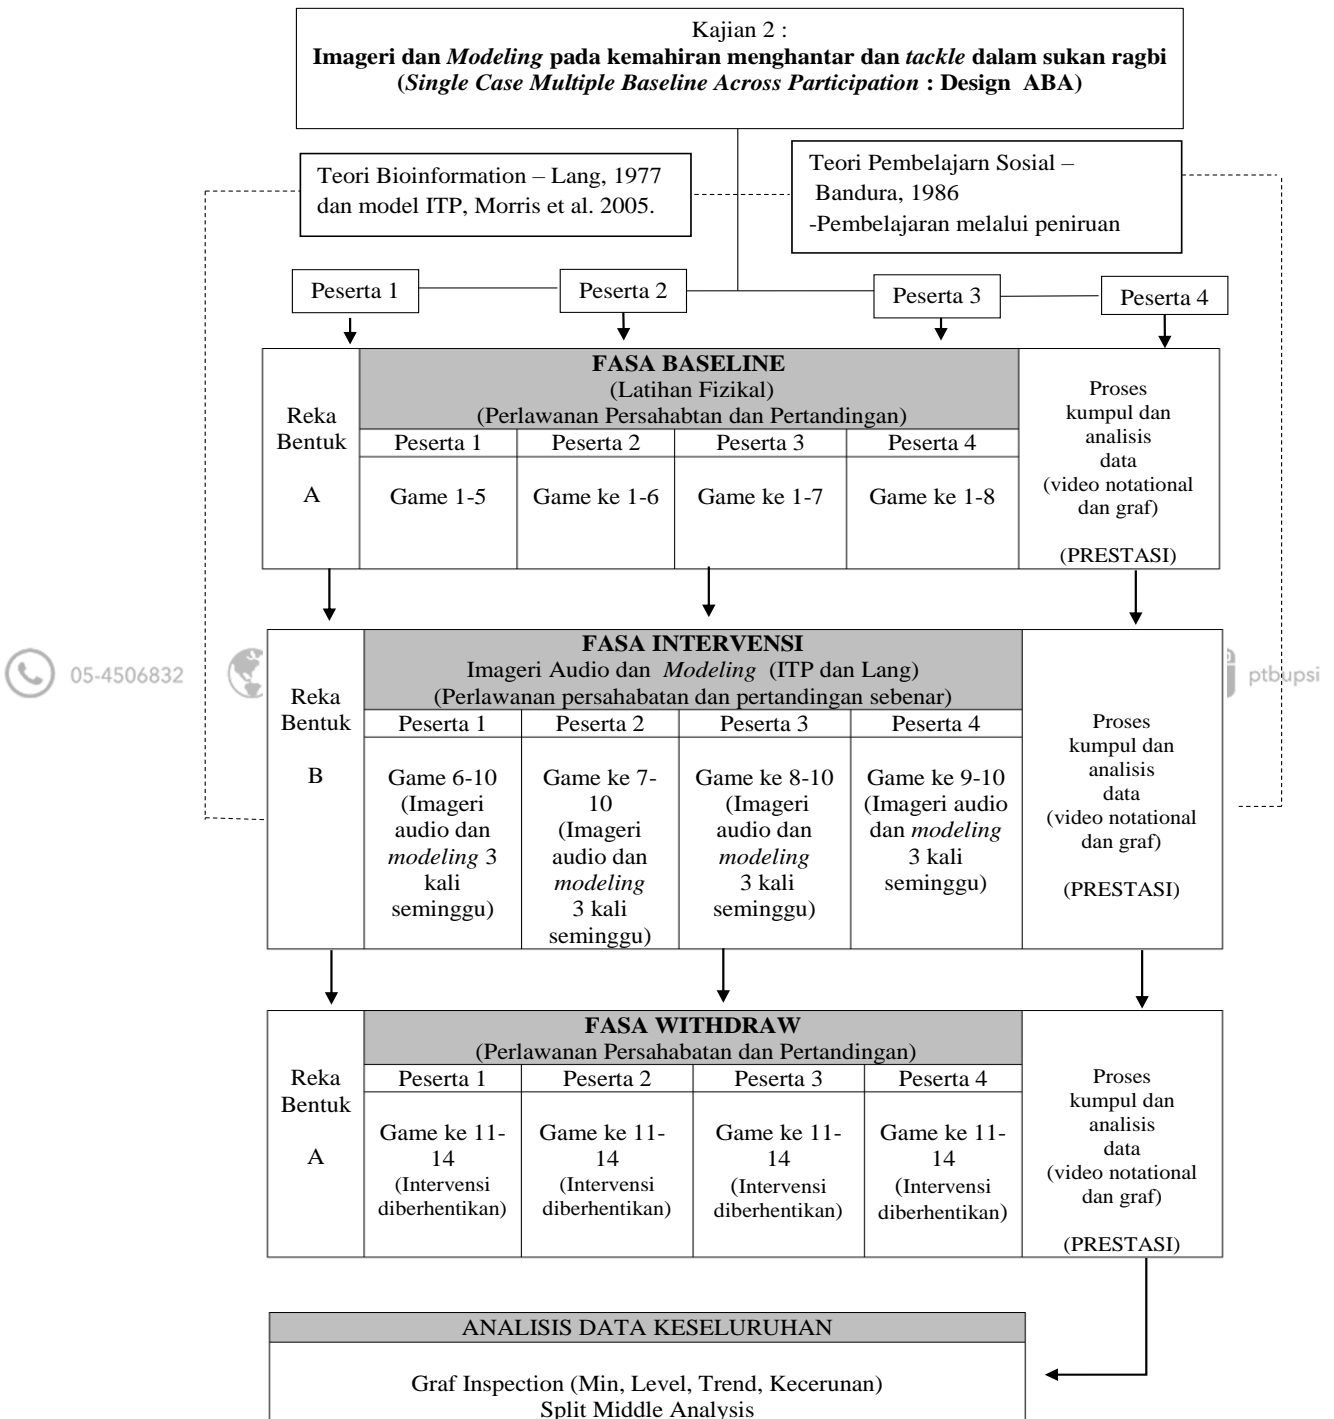 Kajian 2 :
Imageri dan Modeling pada kemahiran menghantar dan tackle dalam sukan ragbi
(Single Case Multiple Baseline Across Participation : Design ABA)
Teori Bioinformation – Lang, 1977
dan model ITP, Morris et al. 2005.
Teori Pembelajarn Sosial –
Bandura, 1986
-Pembelajaran melalui peniruan
Peserta 1
Peserta 2
Peserta 3
Peserta 4
Reka
Bentuk
A
FASA BASELINE
(Latihan Fizikal)
(Perlawanan Persahabtan dan Pertandingan)
Peserta 1
Peserta 2
Peserta 3
Peserta 4
Game 1-5
Game ke 1-6
Game ke 1-7
Game ke 1-8
Proses
kumpul dan
analisis
data
(video notational
dan graf)
(PRESTASI)
05-4506832
ptbupsi
Reka
Bentuk
B
FASA INTERVENSI
Imageri Audio dan Modeling (ITP dan Lang)
(Perlawanan persahabatan dan pertandingan sebenar)
Peserta 1
Peserta 2
Peserta 3
Peserta 4
Game 6-10
(Imageri
audio dan
modeling 3
kali
seminggu)
Game ke 7-
10
(Imageri
audio dan
modeling
3 kali
seminggu)
Game ke 8-10
(Imageri
audio dan
modeling
3 kali
seminggu)
Game ke 9-10
(Imageri audio
dan modeling
3 kali
seminggu)
Proses
kumpul dan
analisis
data
(video notational
dan graf)
(PRESTASI)
Reka
Bentuk
A
FASA WITHDRAW
(Perlawanan Persahabatan dan Pertandingan)
Peserta 1
Peserta 2
Peserta 3
Peserta 4
Game ke 11-
14
(Intervensi
diberhentikan)
Game ke 11-
14
(Intervensi
diberhentikan)
Game ke 11-
14
(Intervensi
diberhentikan)
Game ke 11-
14
(Intervensi
diberhentikan)
Proses
kumpul dan
analisis
data
(video notational
dan graf)
(PRESTASI)
ANALISIS DATA KESELURUHAN
Graf Inspection (Min, Level, Trend, Kecerunan)
Split Middle Analysis